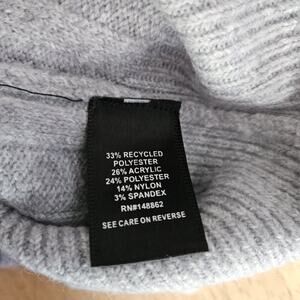 33% RECYCLED
POLYESTER
26% ACRYLIC
24% POLYESTER
14% NYLON
3% SPANDEX
RN#148862
SEE CARE ON REVERSE